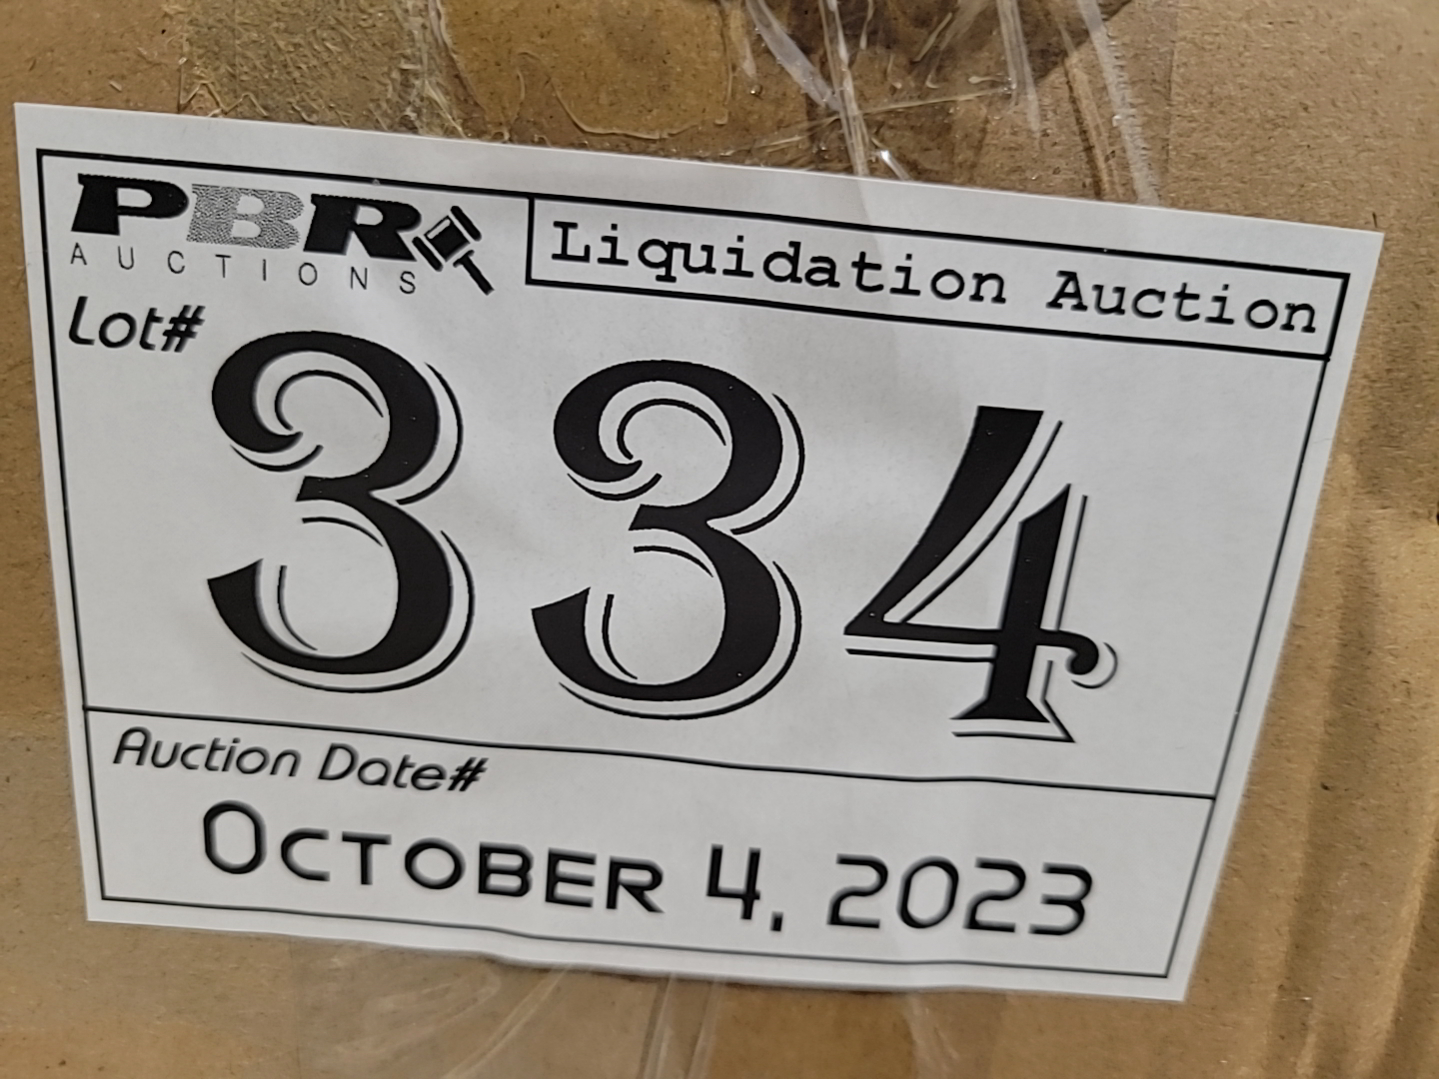 PBR
AUCTIONS
Liquidation Auction
Lot#
334
Auction Date#
October 4, 2023